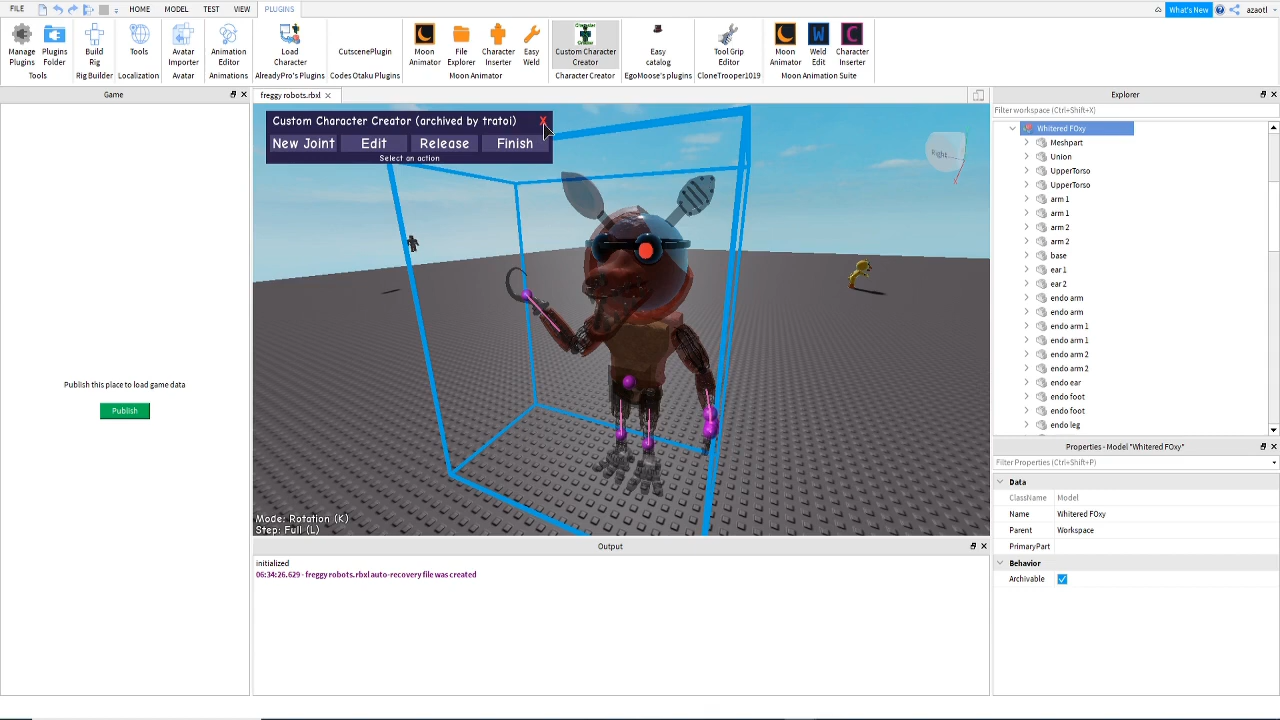 FILE HOME MODEL TEST VIEW PLUGINS What's New azaotl
Manage Plugins
Plugins Folder
Tools
Build Rig
Rig Builder
Tools
Localization
Avatar Importer
Avatar
Animation Editor
Animations
Load Character
AlreadyPro's Plugins
CutscenePlugin
Codes Otaku Plugins
Moon Animator
File Explorer
Character Inserter
Easy Weld
Moon Animator
Custom Character Creator
Character Creator
Easy catalog
EgoMoose's plugins
Tool Grip Editor
CloneTrooper1019
Moon Animator
Weld Edit
Character Inserter
Moon Animation Suite
Game
Publish this place to load game data
Publish
freggy robots.rbxl
Custom Character Creator (archived by tratoi) X
New Joint Edit Release Finish
Select an action
Right
Mode: Rotation (K)
Step: Full (L)
Output
initialized
06:34:26.629 - freggy robots.rbxl auto-recovery file was created
Explorer
Filter workspace (Ctrl+Shift+X)
Whitered FOxy
Meshpart
Union
UpperTorso
UpperTorso
arm 1
arm 1
arm 2
arm 2
base
ear 1
ear 2
endo arm
endo arm
endo arm 1
endo arm 1
endo arm 2
endo arm 2
endo ear
endo foot
endo foot
endo leg
Properties - Model "Whitered FOxy"
Filter Properties (Ctrl+Shift+P)
Data
ClassName Model
Name Whitered FOxy
Parent Workspace
PrimaryPart
Behavior
Archivable